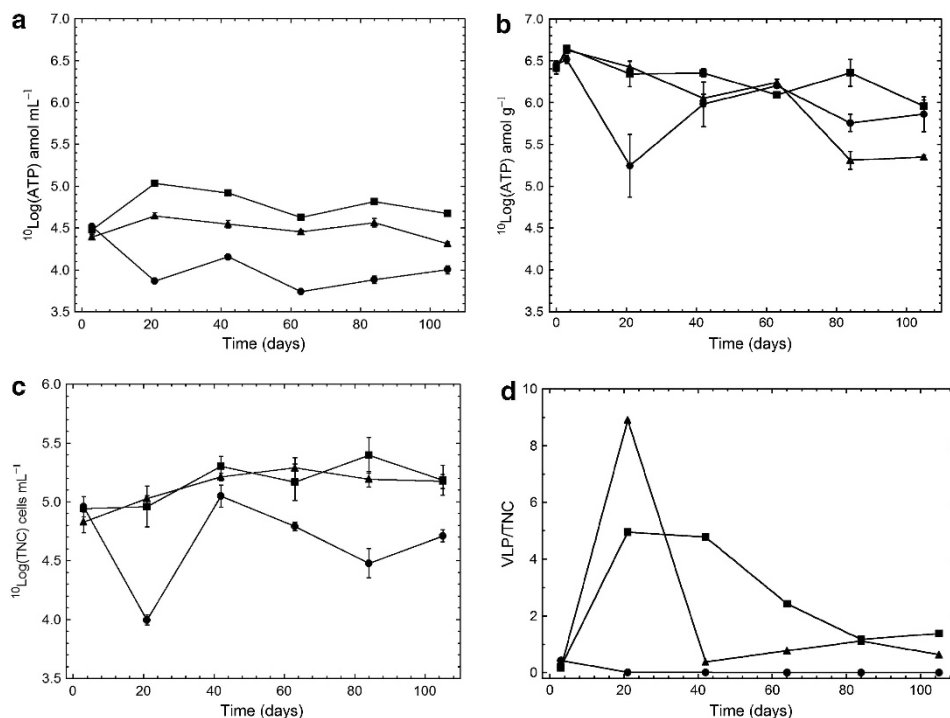 a
¹⁰Log(ATP) amol mL⁻¹
6.5
6.0
5.5
5.0
4.5
4.0
3.5
0 20 40 60 80 100
Time (days)
b
¹⁰Log(ATP) amol g⁻¹
7.0
6.5
6.0
5.5
5.0
4.5
4.0
3.5
0 20 40 60 80 100
Time (days)
c
¹⁰Log(TNC) cells mL⁻¹
6.0
5.5
5.0
4.5
4.0
3.5
0 20 40 60 80 100
Time (days)
d
VLP/TNC
10
8
6
4
2
0
0 20 40 60 80 100
Time (days)